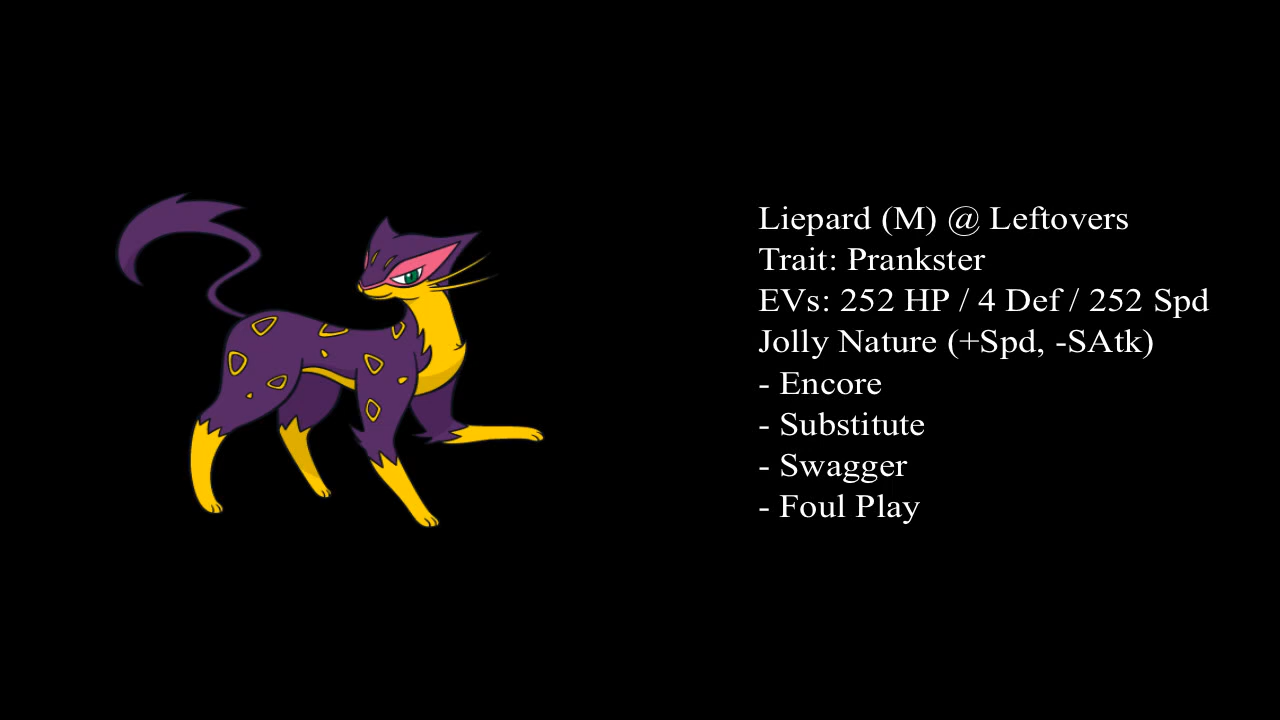 Liepard (M) @ Leftovers
Trait: Prankster
EVs: 252 HP / 4 Def / 252 Spd
Jolly Nature (+Spd, -SAtk)
- Encore
- Substitute
- Swagger
- Foul Play